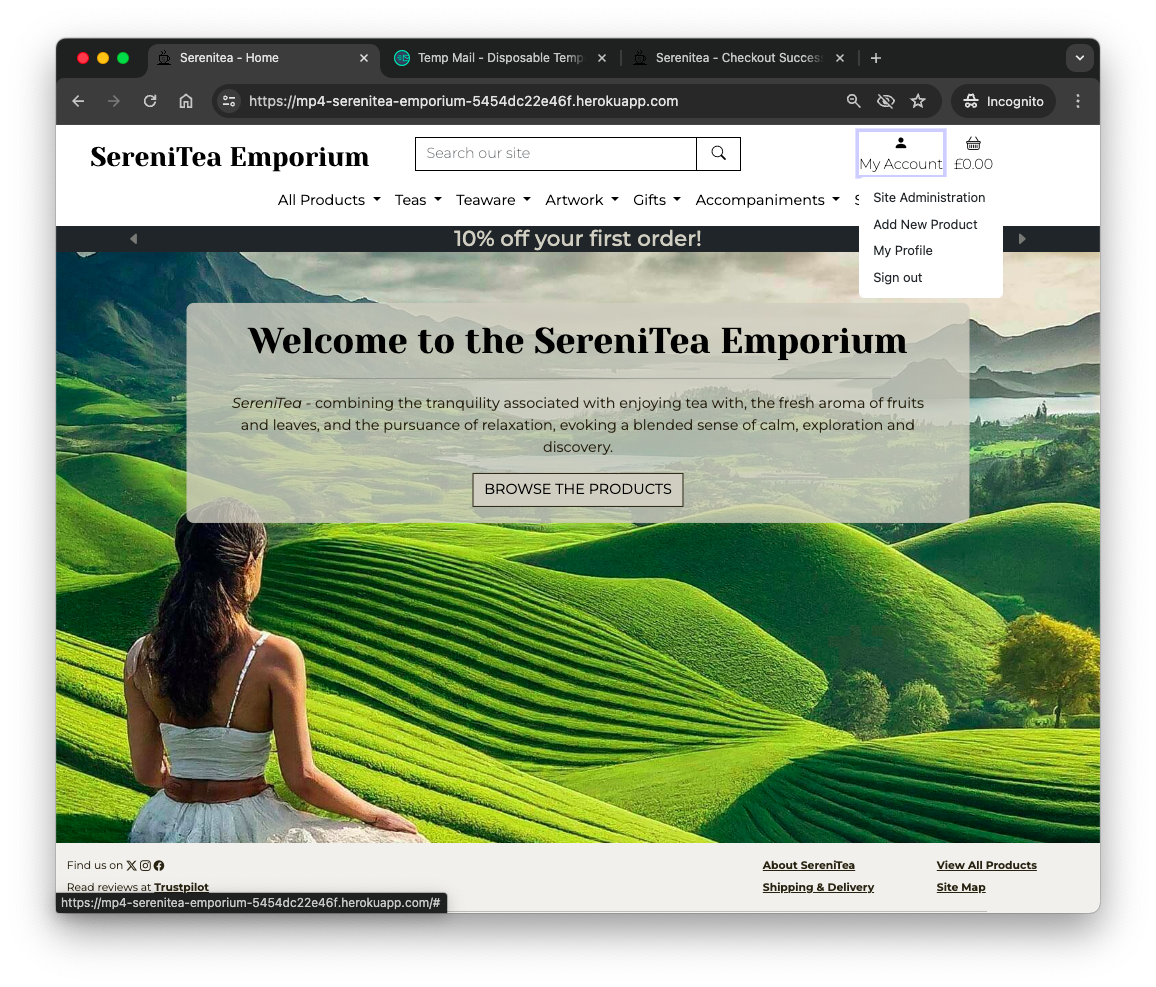 Serenitea - Home
Temp Mail - Disposable Temp
Serenitea - Checkout Success
https://mp4-serenitea-emporium-5454dc22e46f.herokuapp.com
Incognito
SereniTea Emporium
Search our site
My Account
£0.00
All Products
Teas
Teaware
Artwork
Gifts
Accompaniments
S
Site Administration
Add New Product
My Profile
Sign out
10% off your first order!
Welcome to the SereniTea Emporium
SereniTea - combining the tranquility associated with enjoying tea with, the fresh aroma of fruits
and leaves, and the pursuance of relaxation, evoking a blended sense of calm, exploration and
discovery.
BROWSE THE PRODUCTS
Find us on
Read reviews at Trustpilot
About SereniTea
Shipping & Delivery
View All Products
Site Map
https://mp4-serenitea-emporium-5454dc22e46f.herokuapp.com/#